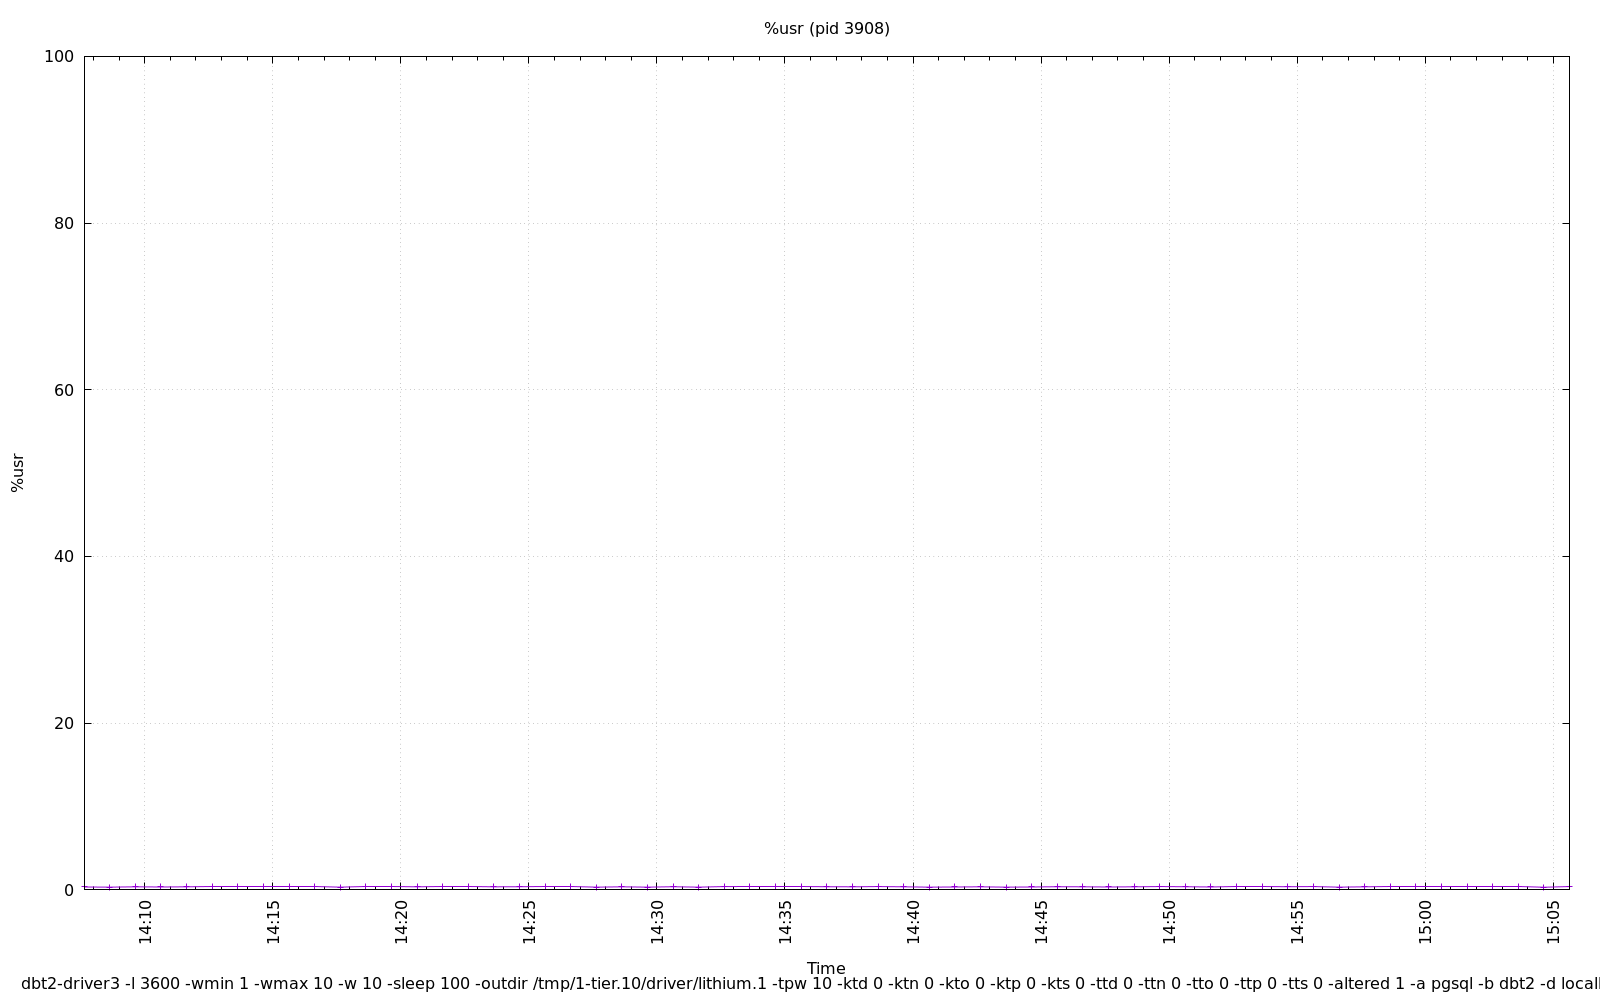 %usr (pid 3908)
100
80
60
40
20
0
%usr
14:10 14:15 14:20 14:25 14:30 14:35 14:40 14:45 14:50 14:55 15:00 15:05
Time
dbt2-driver3 -l 3600 -wmin 1 -wmax 10 -w 10 -sleep 100 -outdir /tmp/1-tier.10/driver/lithium.1 -tpw 10 -ktd 0 -ktn 0 -kto 0 -ktp 0 -kts 0 -ttd 0 -ttn 0 -tto 0 -ttp 0 -tts 0 -altered 1 -a pgsql -b dbt2 -d locall